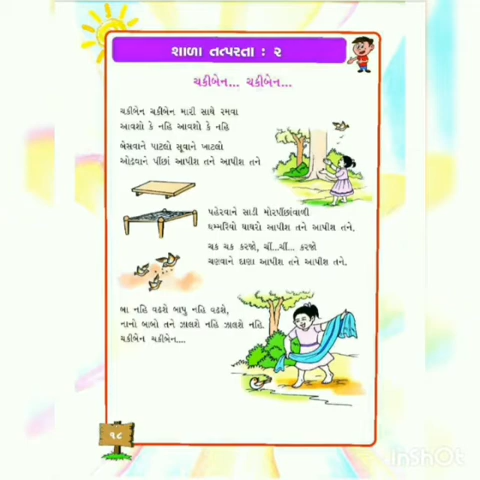 શાળા તત્પરતા : ૨
ચકીબેન... ચકીબેન...
ચકીબેન ચકીબેન મારી સાથે રમવા
આવશો કે નહિ આવશો કે નહિ
બેસવાને પાટલો સૂવાને ખાટલો
ઓઢવાને પીંછાં આપીશ તને આપીશ તને
પહેરવાને સાડી મોરપીંછાંવાળી
ઘમ્મરિયો ઘાઘરો આપીશ તને આપીશ તને.
ચક ચક કરજો, ચીં...ચીં... કરજો
ચણવાને દાણા આપીશ તને આપીશ તને.
બા નહિ વઢશે બાપુ નહિ વઢશે,
નાનો બાબો તને ઝાલશે નહિ ઝાલશે નહિ.
ચકીબેન ચકીબેન....
૧૮
InShOt